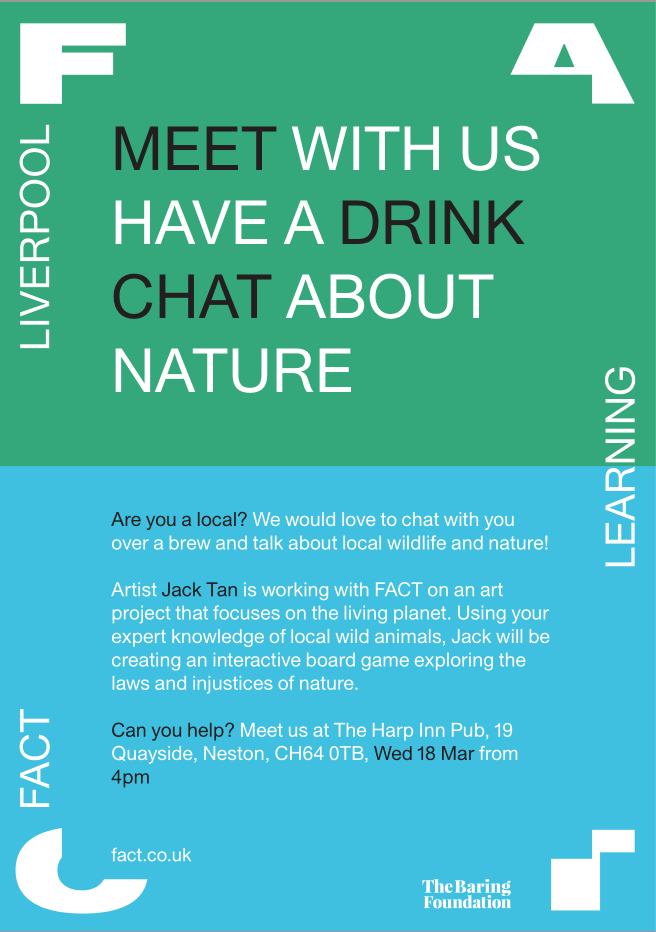 F A
LIVERPOOL
MEET WITH US
HAVE A DRINK
CHAT ABOUT
NATURE
LEARNING
Are you a local? We would love to chat with you
over a brew and talk about local wildlife and nature!
Artist Jack Tan is working with FACT on an art
project that focuses on the living planet. Using your
expert knowledge of local wild animals, Jack will be
creating an interactive board game exploring the
laws and injustices of nature.
Can you help? Meet us at The Harp Inn Pub, 19
Quayside, Neston, CH64 0TB, Wed 18 Mar from
4pm
FACT
fact.co.uk
C T
The Baring
Foundation